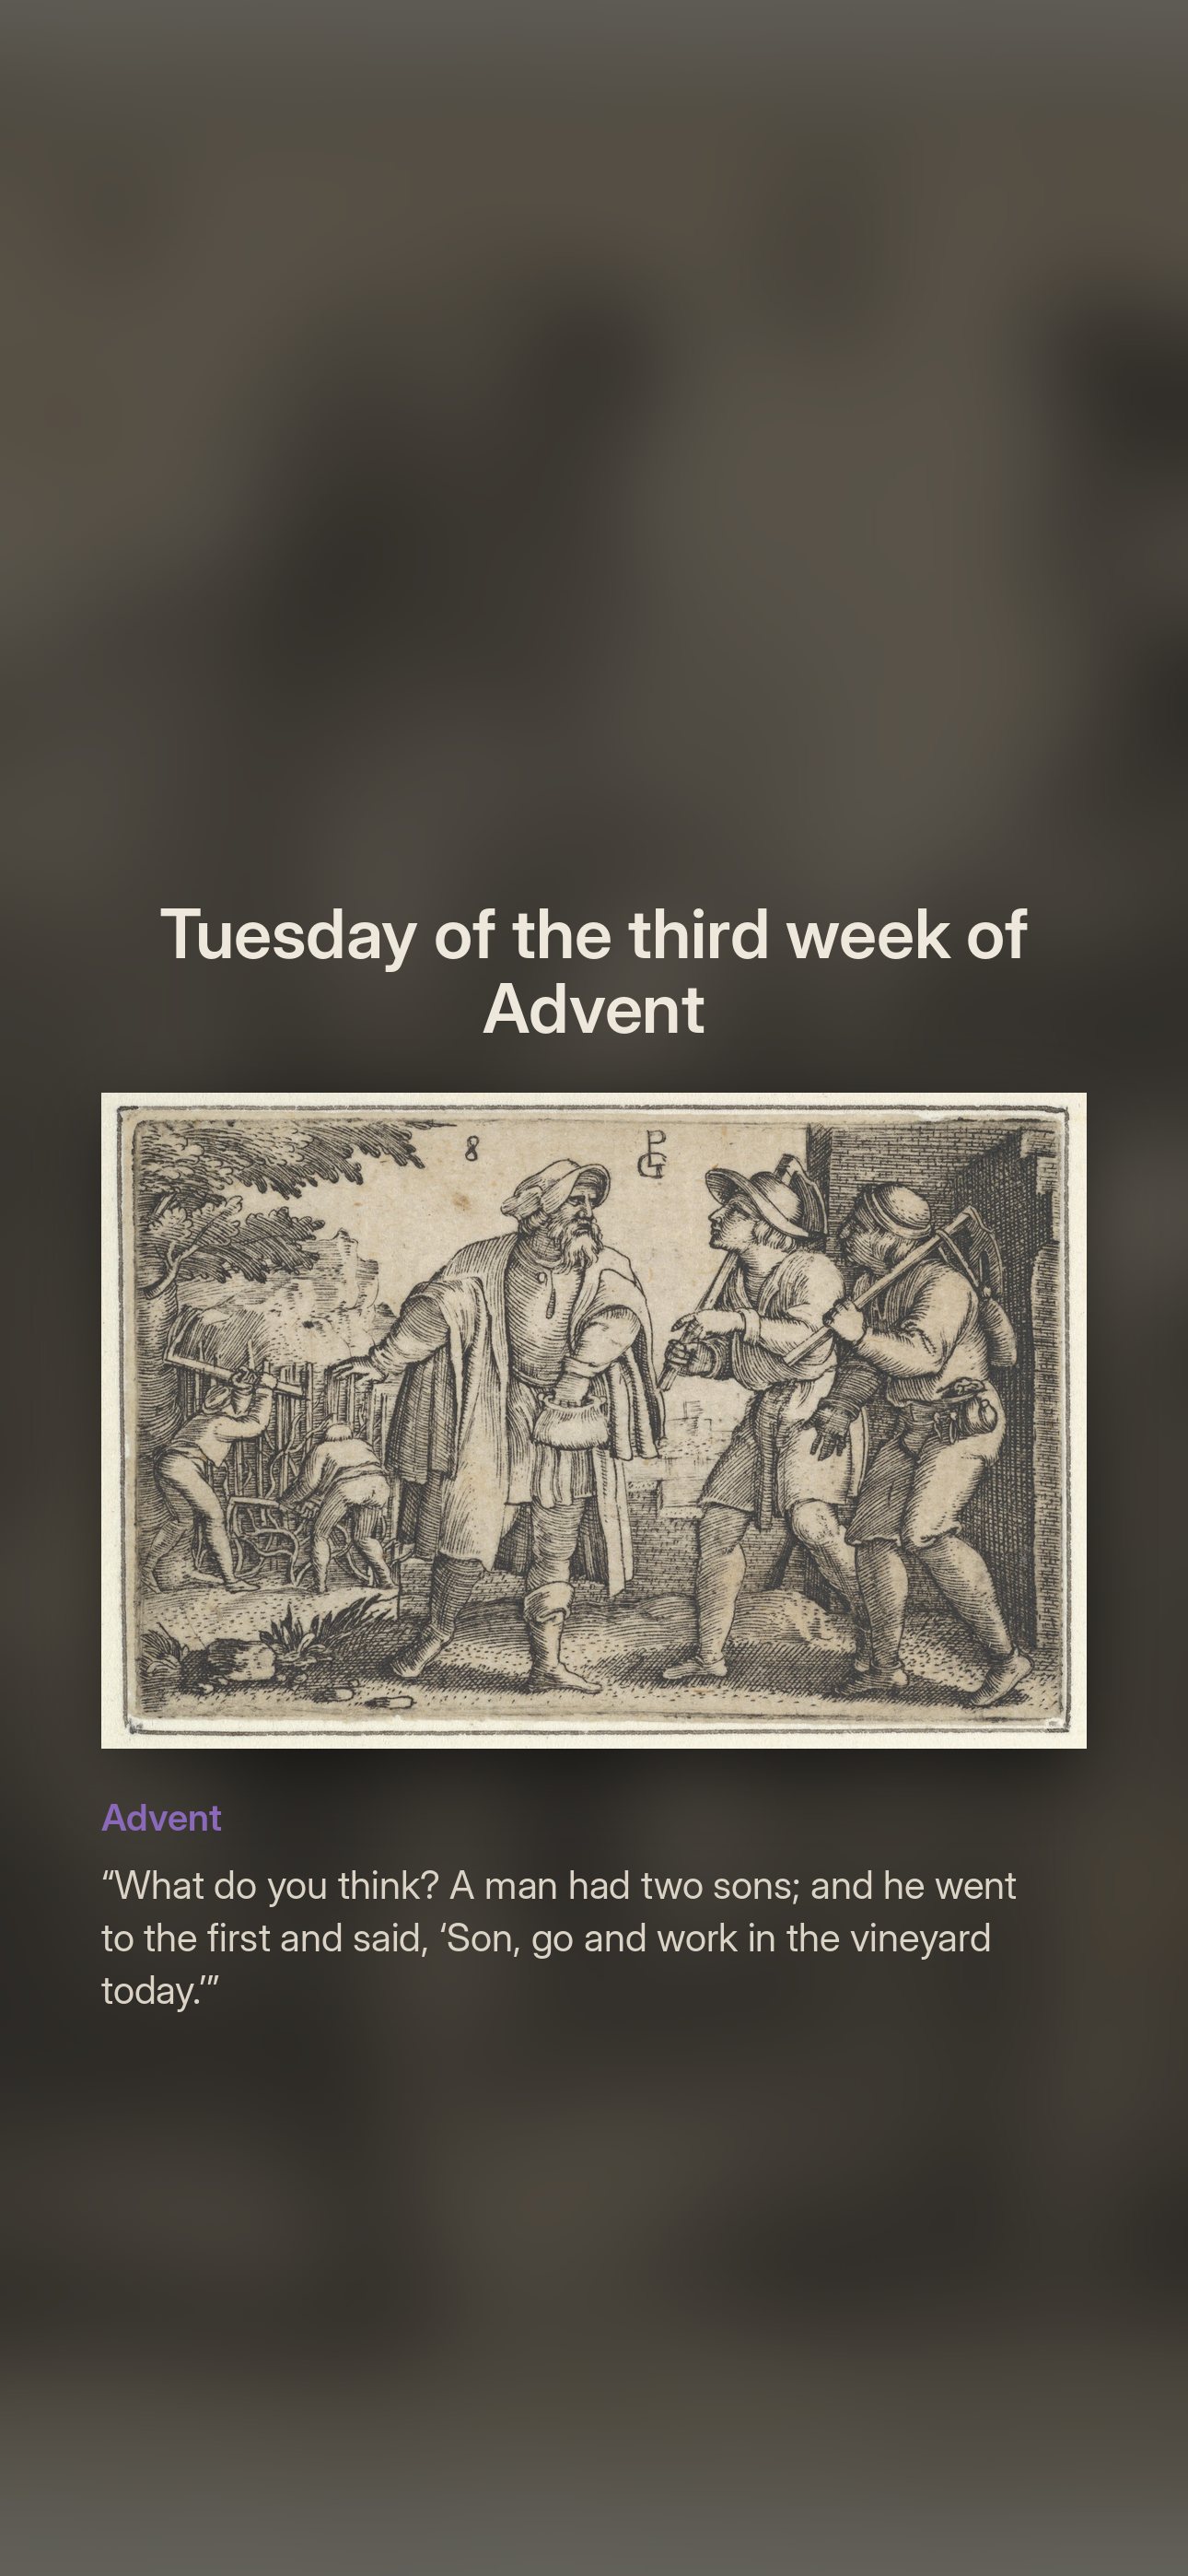 Tuesday of the third week of
Advent
8
PG
Advent
“What do you think? A man had two sons; and he went
to the first and said, ‘Son, go and work in the vineyard
today.’”